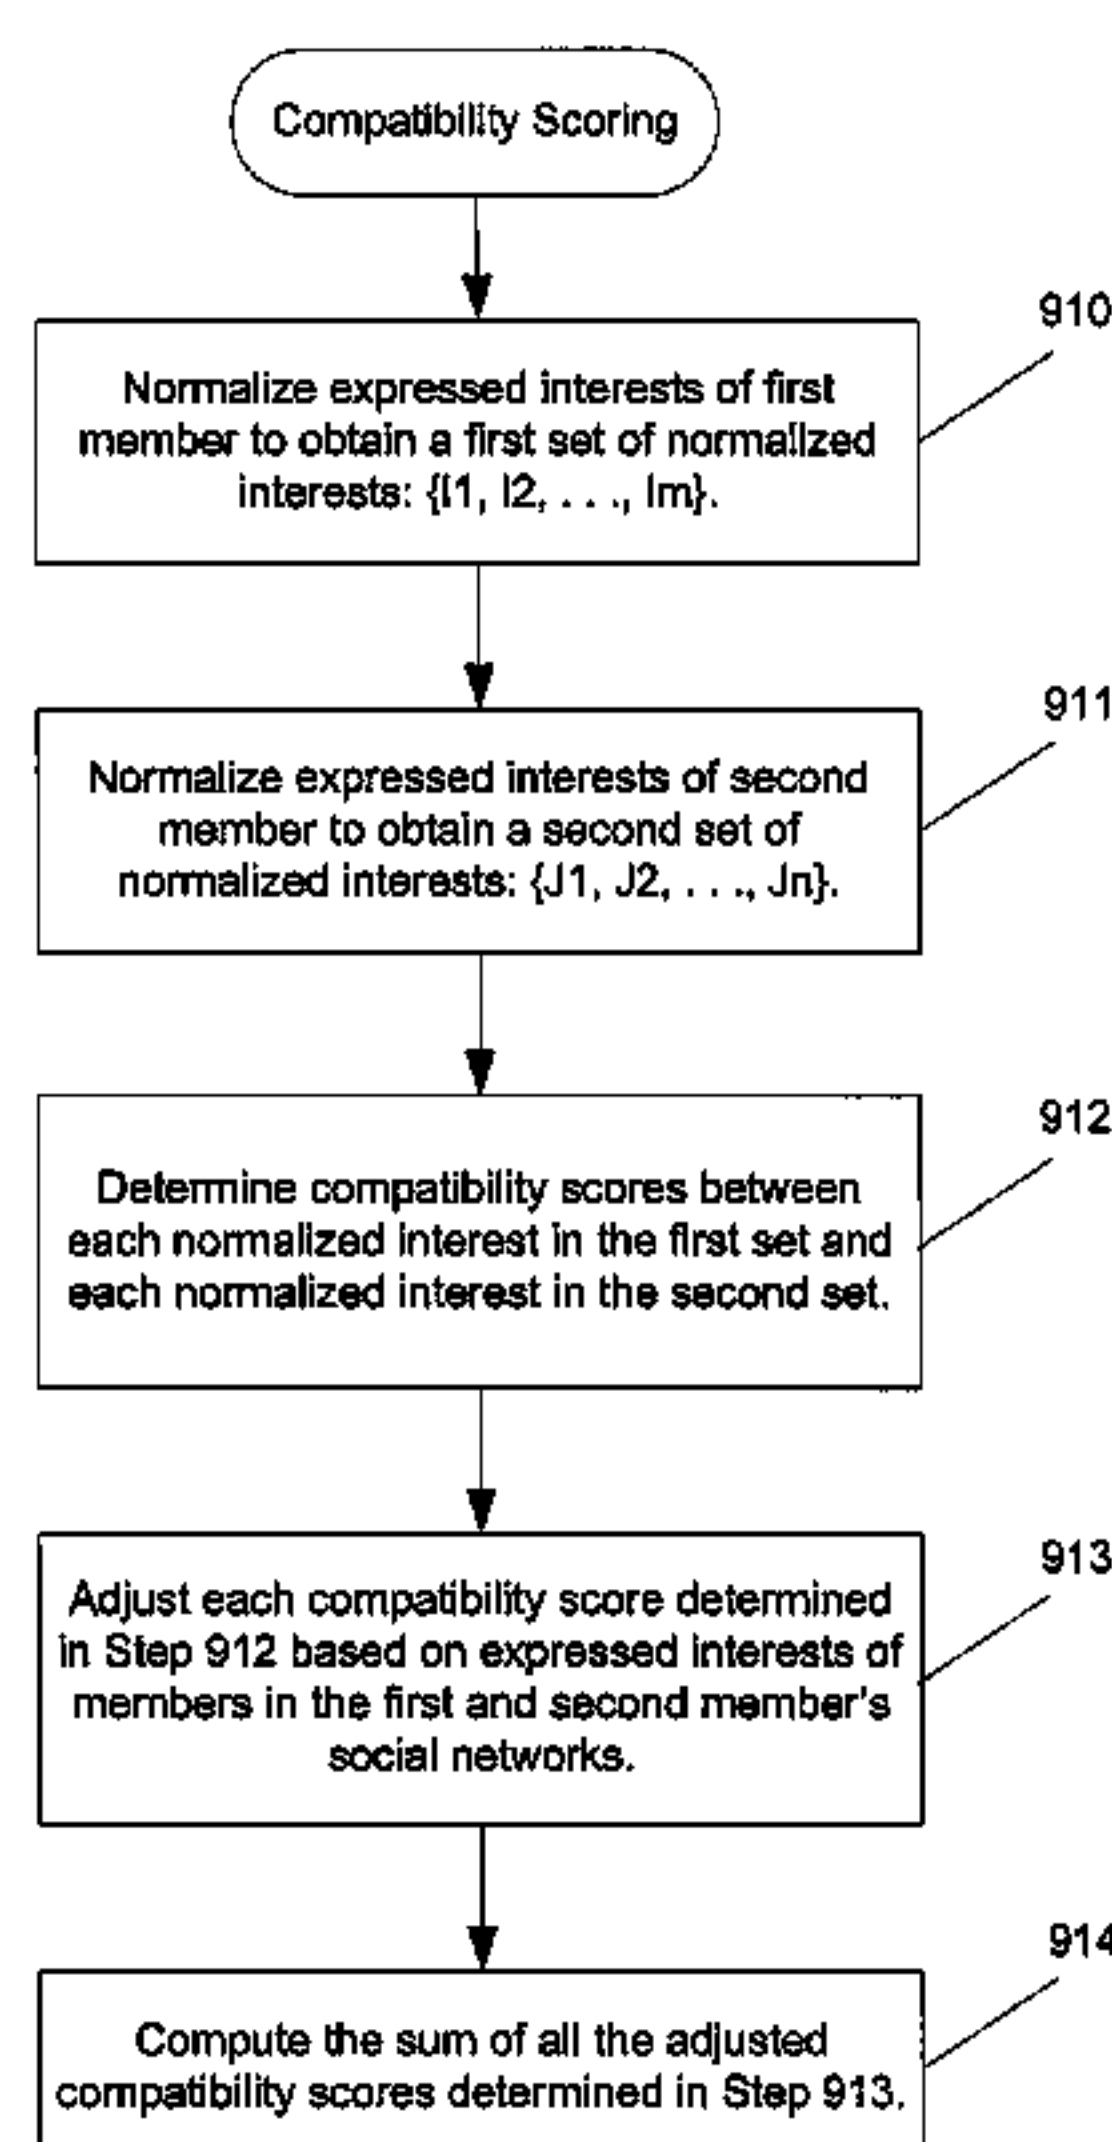 Compatibility Scoring
910
Normalize expressed interests of first
member to obtain a first set of normalized
interests: {I1, I2, . . ., Im}.
911
Normalize expressed interests of second
member to obtain a second set of
normalized interests: {J1, J2, . . ., Jn}.
912
Determine compatibility scores between
each normalized interest in the first set and
each normalized interest in the second set.
913
Adjust each compatibility score determined
in Step 912 based on expressed interests of
members in the first and second member's
social networks.
914
Compute the sum of all the adjusted
compatibility scores determined in Step 913.